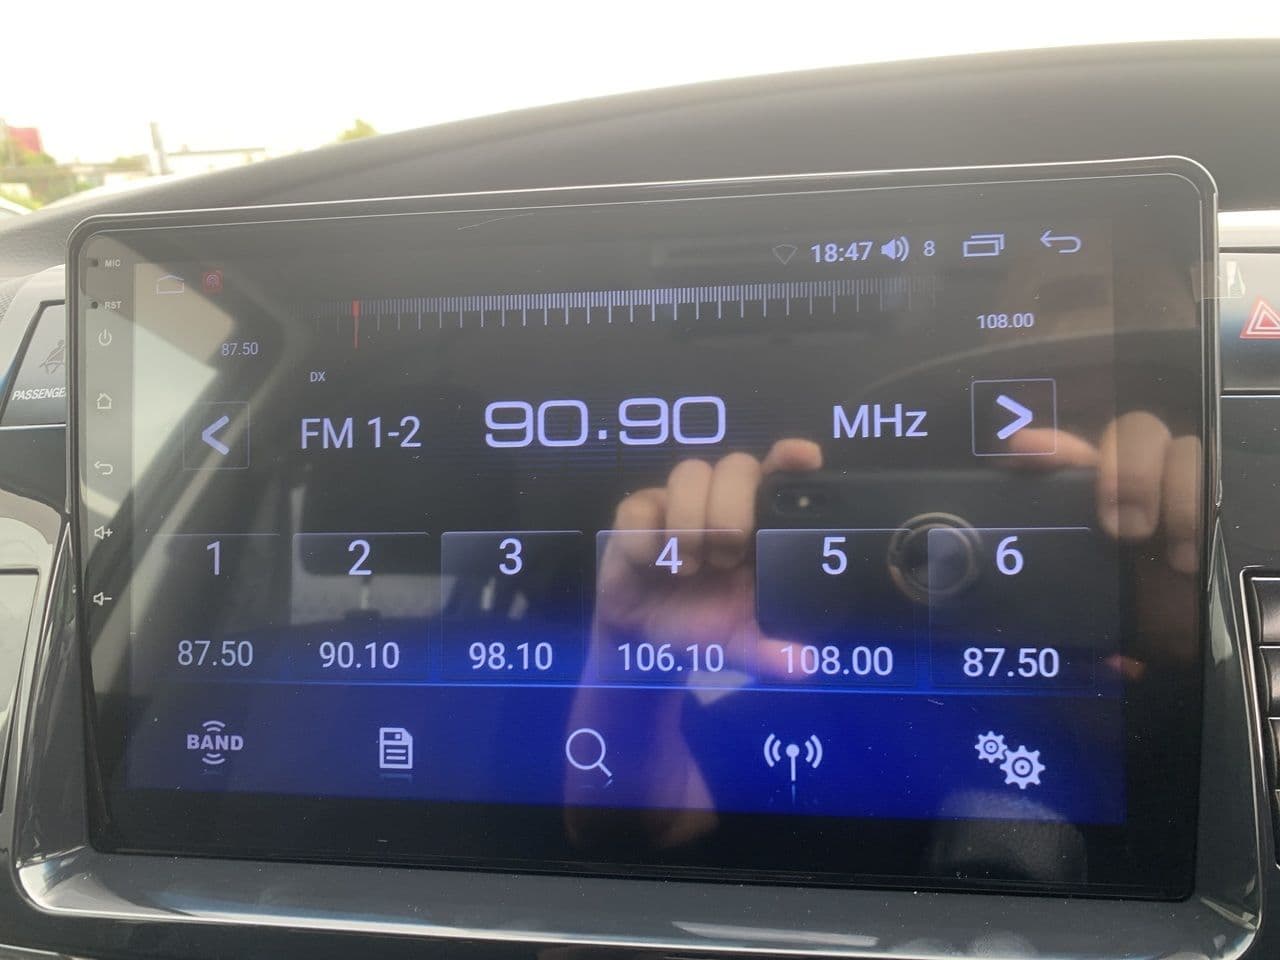 MIC
18:47 8
RST
108.00
87.50
PASSENGE
DX
FM 1-2 90.90 MHz
1 2 3 4 5 6
87.50 90.10 98.10 106.10 108.00 87.50
BAND